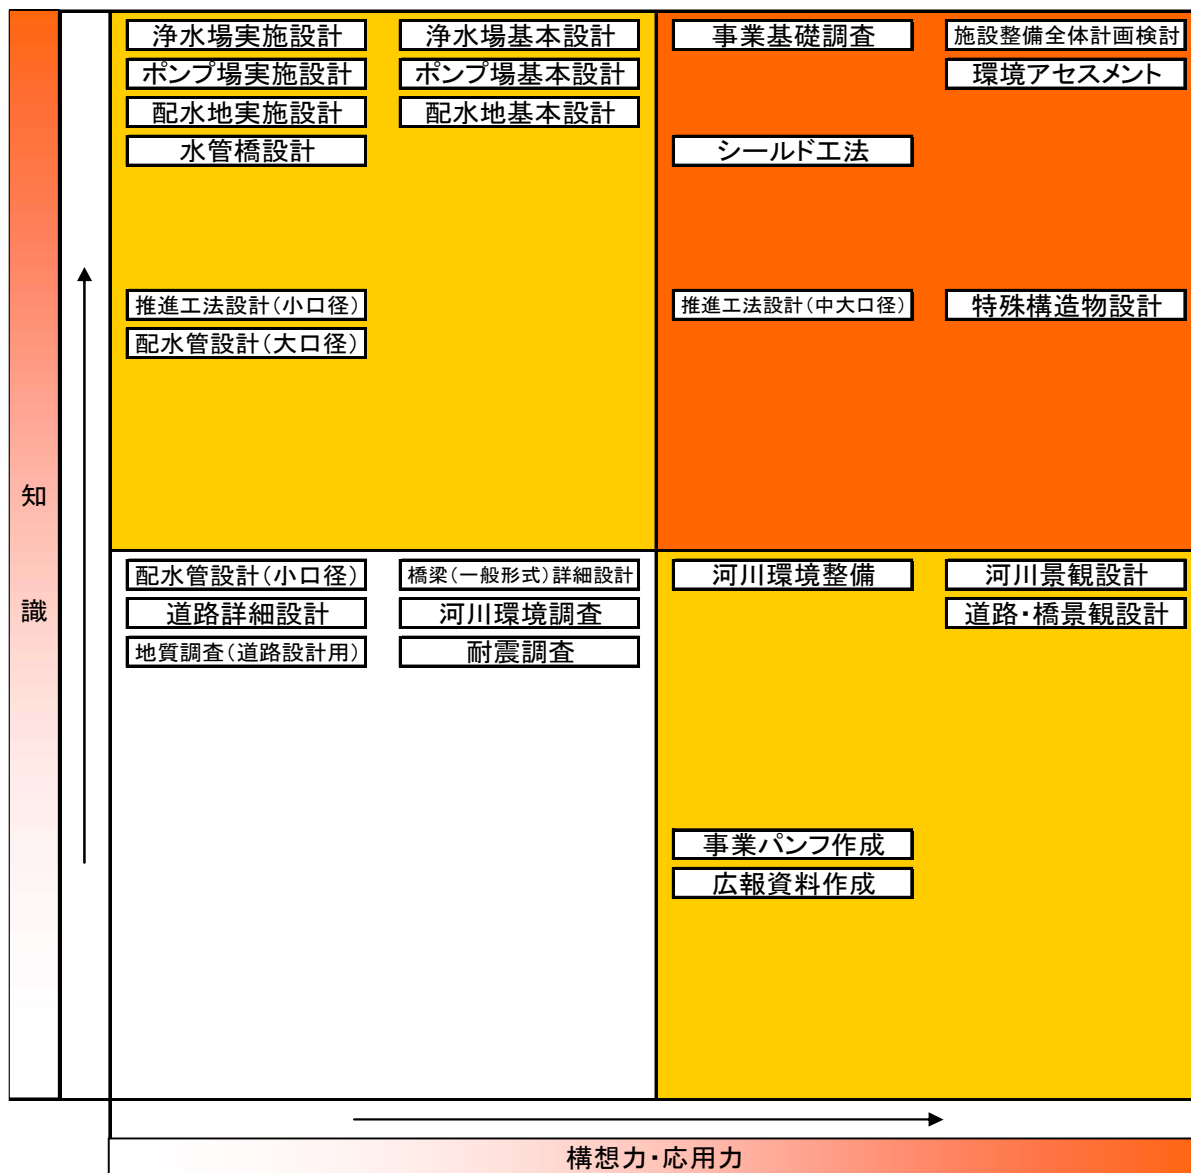 浄水場実施設計
浄水場基本設計
事業基礎調査
施設整備全体計画検討
ポンプ場実施設計
ポンプ場基本設計
環境アセスメント
配水地実施設計
配水地基本設計
水管橋設計
シールド工法
推進工法設計(小口径)
推進工法設計(中大口径)
特殊構造物設計
配水管設計(大口径)
知
識
配水管設計(小口径)
橋梁(一般形式)詳細設計
河川環境整備
河川景観設計
道路詳細設計
河川環境調査
道路・橋景観設計
地質調査(道路設計用)
耐震調査
事業パンフ作成
広報資料作成
構想力・応用力